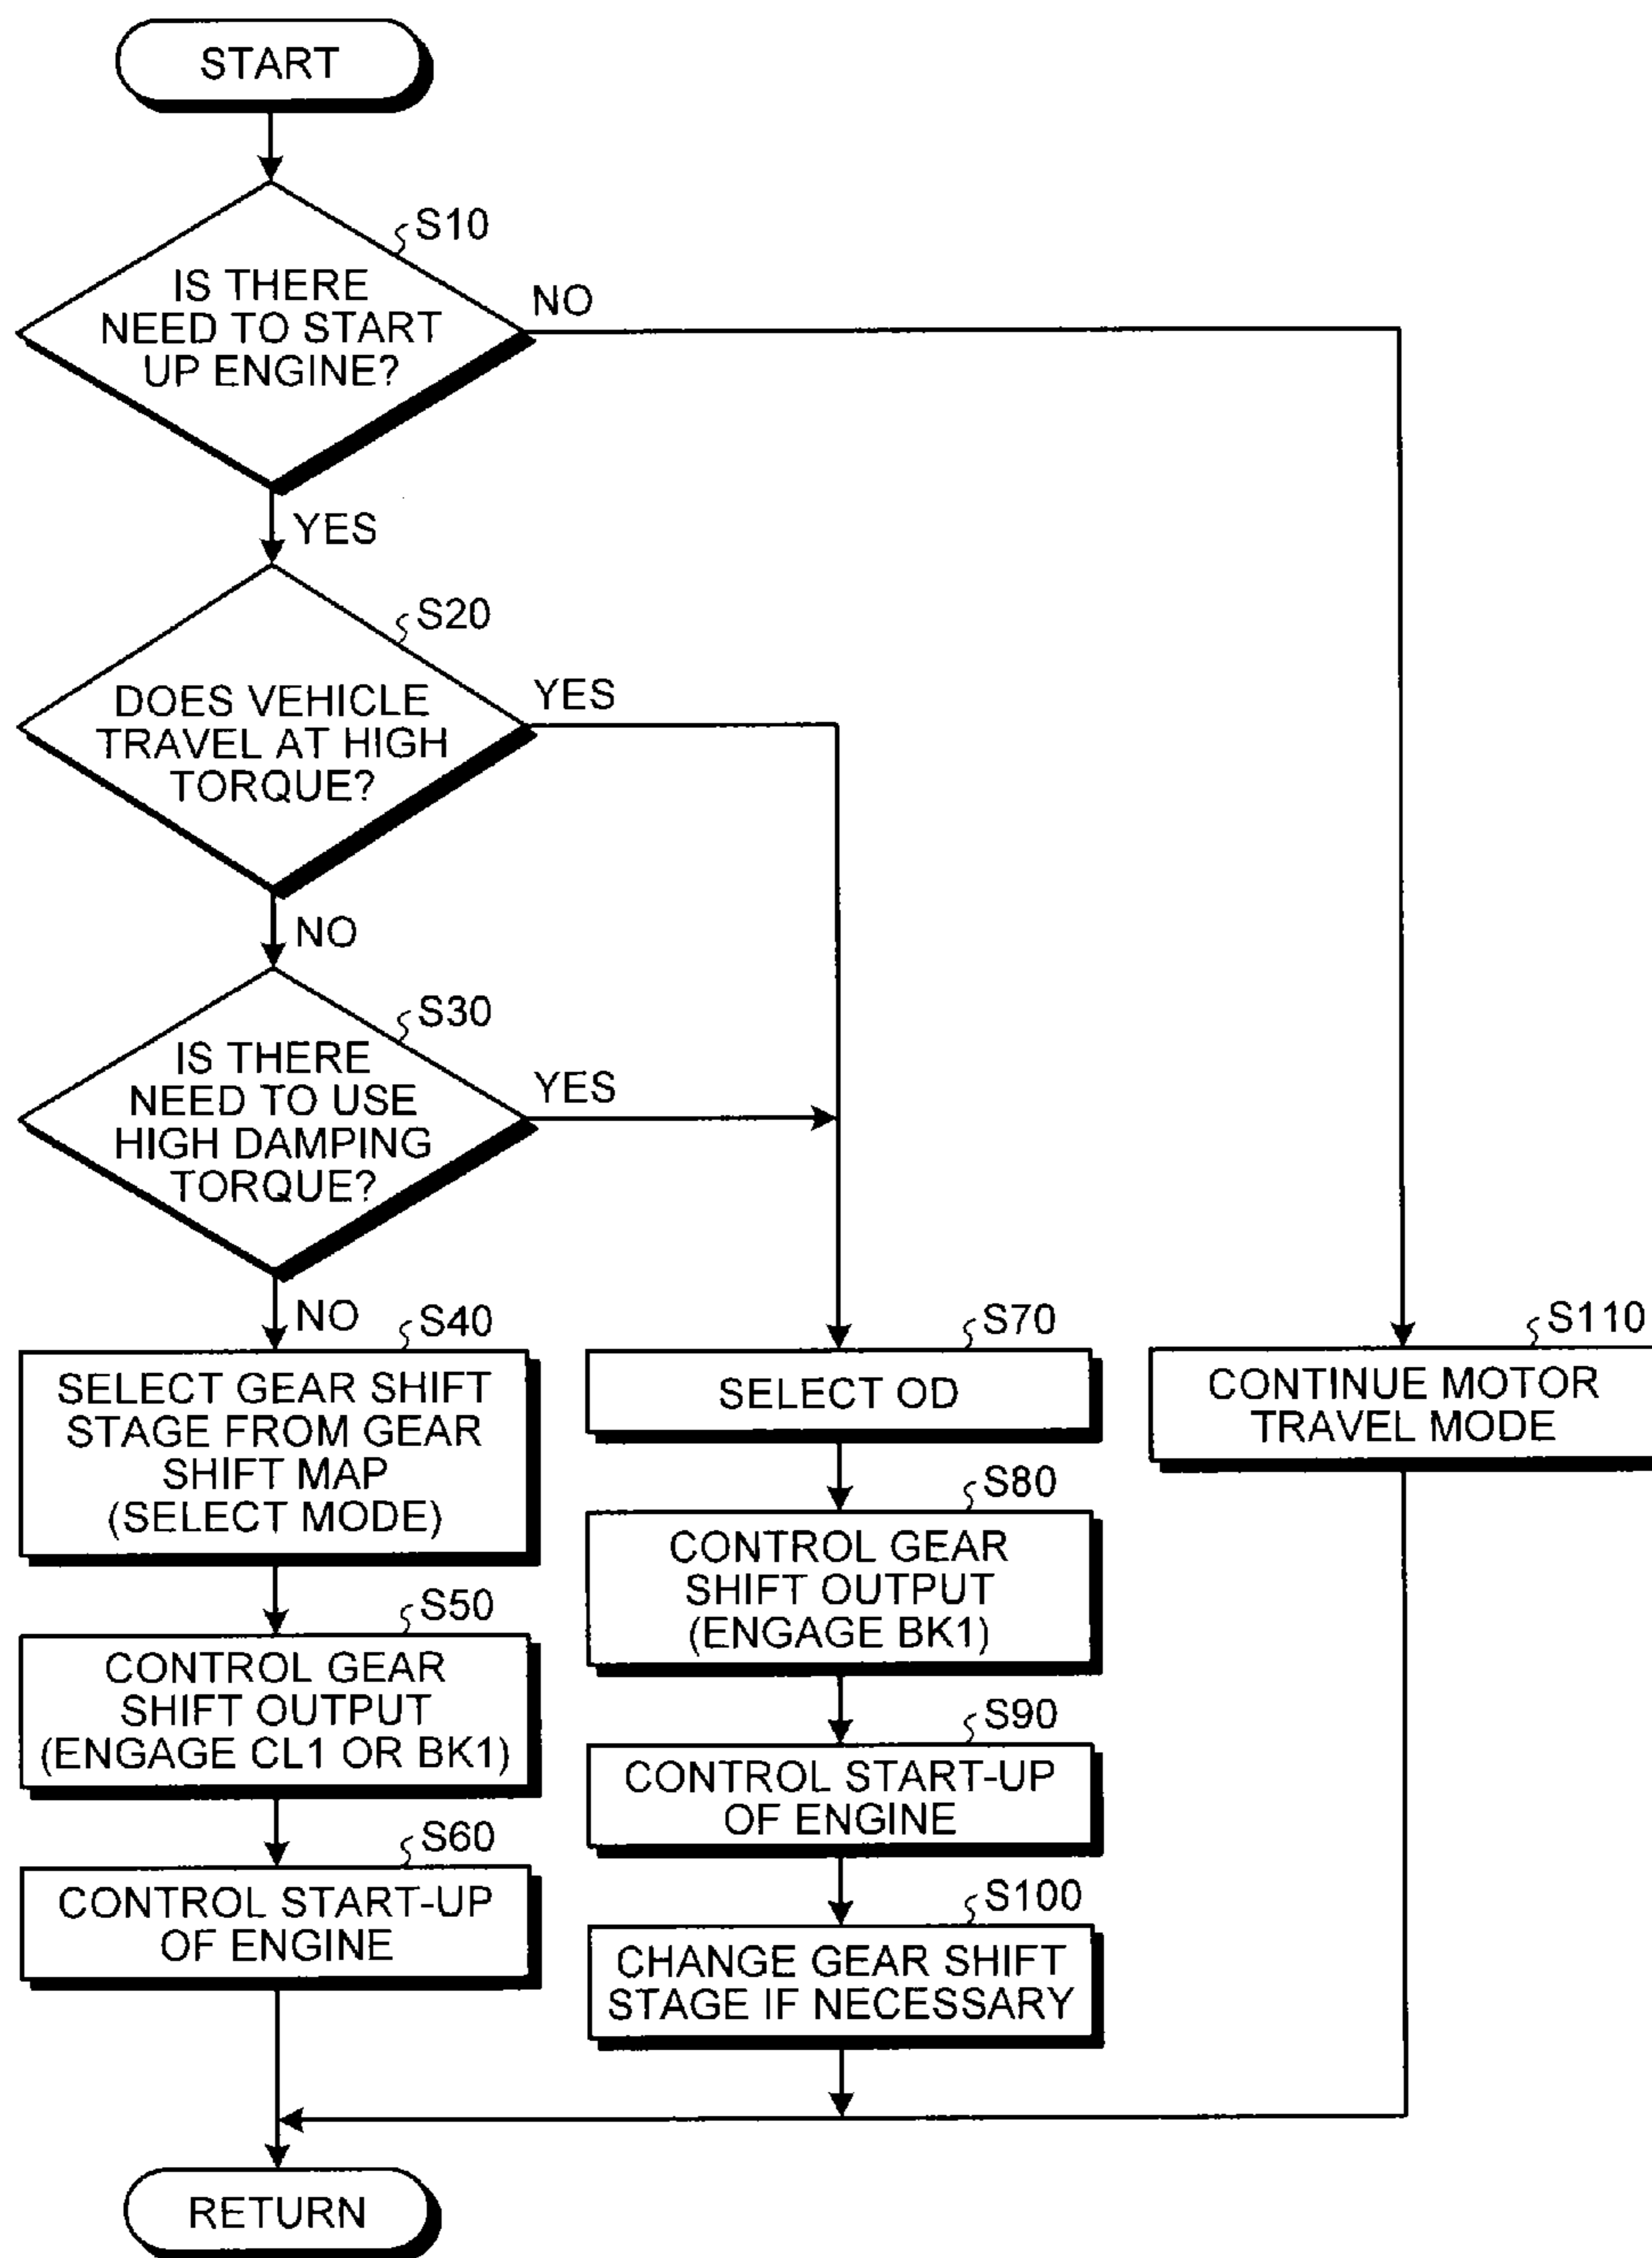 START
S10
IS THERE
NEED TO START
UP ENGINE?
NO
YES
S20
DOES VEHICLE
TRAVEL AT HIGH
TORQUE?
YES
NO
S30
IS THERE
NEED TO USE
HIGH DAMPING
TORQUE?
YES
NO
S40
SELECT GEAR SHIFT
STAGE FROM GEAR
SHIFT MAP
(SELECT MODE)
S50
CONTROL GEAR
SHIFT OUTPUT
(ENGAGE CL1 OR BK1)
S60
CONTROL START-UP
OF ENGINE
S70
SELECT OD
S80
CONTROL GEAR
SHIFT OUTPUT
(ENGAGE BK1)
S90
CONTROL START-UP
OF ENGINE
S100
CHANGE GEAR SHIFT
STAGE IF NECESSARY
S110
CONTINUE MOTOR
TRAVEL MODE
RETURN